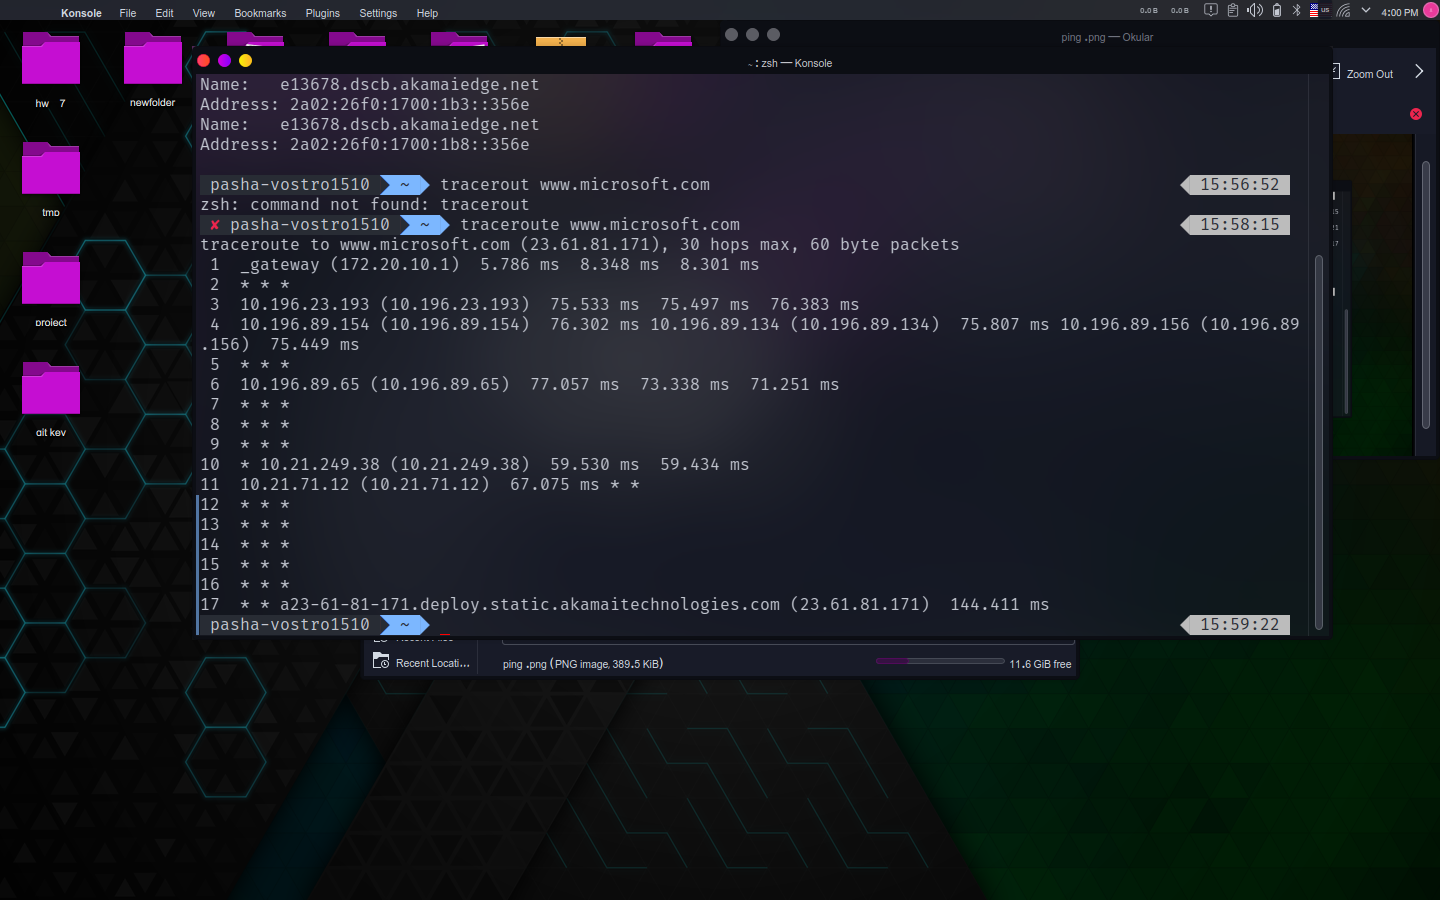 Konsole File Edit View Bookmarks Plugins Settings Help
0.0 B 0.0 B US 4:00 PM
ping .png — Okular
~ : zsh — Konsole
Zoom Out
hw 7
newfolder
tmp
project
git key
Name:   e13678.dscb.akamaiedge.net
Address: 2a02:26f0:1700:1b3::356e
Name:   e13678.dscb.akamaiedge.net
Address: 2a02:26f0:1700:1b8::356e
pasha-vostro1510 ~ tracerout www.microsoft.com 15:56:52
zsh: command not found: tracerout
✘ pasha-vostro1510 ~ traceroute www.microsoft.com 15:58:15
traceroute to www.microsoft.com (23.61.81.171), 30 hops max, 60 byte packets
 1  _gateway (172.20.10.1)  5.786 ms  8.348 ms  8.301 ms
 2  * * *
 3  10.196.23.193 (10.196.23.193)  75.533 ms  75.497 ms  76.383 ms
 4  10.196.89.154 (10.196.89.154)  76.302 ms 10.196.89.134 (10.196.89.134)  75.807 ms 10.196.89.156 (10.196.89
.156)  75.449 ms
 5  * * *
 6  10.196.89.65 (10.196.89.65)  77.057 ms  73.338 ms  71.251 ms
 7  * * *
 8  * * *
 9  * * *
10  * 10.21.249.38 (10.21.249.38)  59.530 ms  59.434 ms
11  10.21.71.12 (10.21.71.12)  67.075 ms * *
12  * * *
13  * * *
14  * * *
15  * * *
16  * * *
17  * * a23-61-81-171.deploy.static.akamaitechnologies.com (23.61.81.171)  144.411 ms
pasha-vostro1510 ~ 15:59:22
Recent Files
Recent Locati...
ping .png (PNG image, 389.5 KiB)
11.6 GiB free
15
21
17